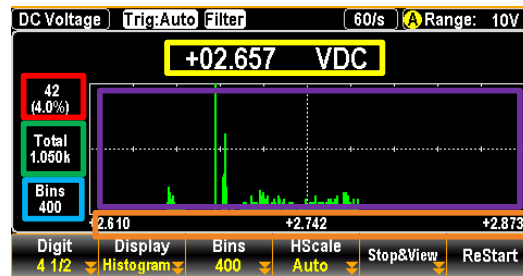 DC Voltage Trig:Auto Filter 60/s A Range: 10V
+02.657 VDC
42
(4.0%)
Total
1.050k
Bins
400
+2.610 +2.742 +2.873
Digit Display Bins HScale Stop&View ReStart
4 1/2 Histogram 400 Auto